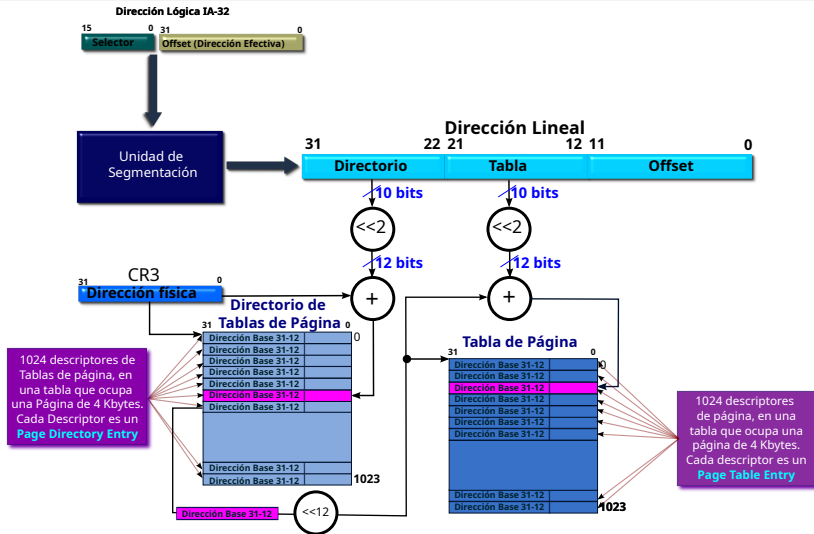 Dirección Lógica IA-32
15 0 31 0
Selector Offset (Dirección Efectiva)
Unidad de
Segmentación
Dirección Lineal
31 22 21 12 11 0
Directorio Tabla Offset
10 bits 10 bits
<<2 <<2
12 bits 12 bits
CR3
31 0
Dirección física
+ +
Directorio de
Tablas de Página
31 0
0
Dirección Base 31-12
Dirección Base 31-12
Dirección Base 31-12
Dirección Base 31-12
Dirección Base 31-12
Dirección Base 31-12
Dirección Base 31-12
Dirección Base 31-12
Dirección Base 31-12
1023
1024 descriptores de
Tablas de página, en
una tabla que ocupa
una Página de 4 Kbytes.
Cada Descriptor es un
Page Directory Entry
Dirección Base 31-12
<<12
Tabla de Página
31 0
0
Dirección Base 31-12
Dirección Base 31-12
Dirección Base 31-12
Dirección Base 31-12
Dirección Base 31-12
Dirección Base 31-12
Dirección Base 31-12
Dirección Base 31-12
Dirección Base 31-12
1023
1024 descriptores
de página, en una
tabla que ocupa una
página de 4 Kbytes.
Cada descriptor es un
Page Table Entry